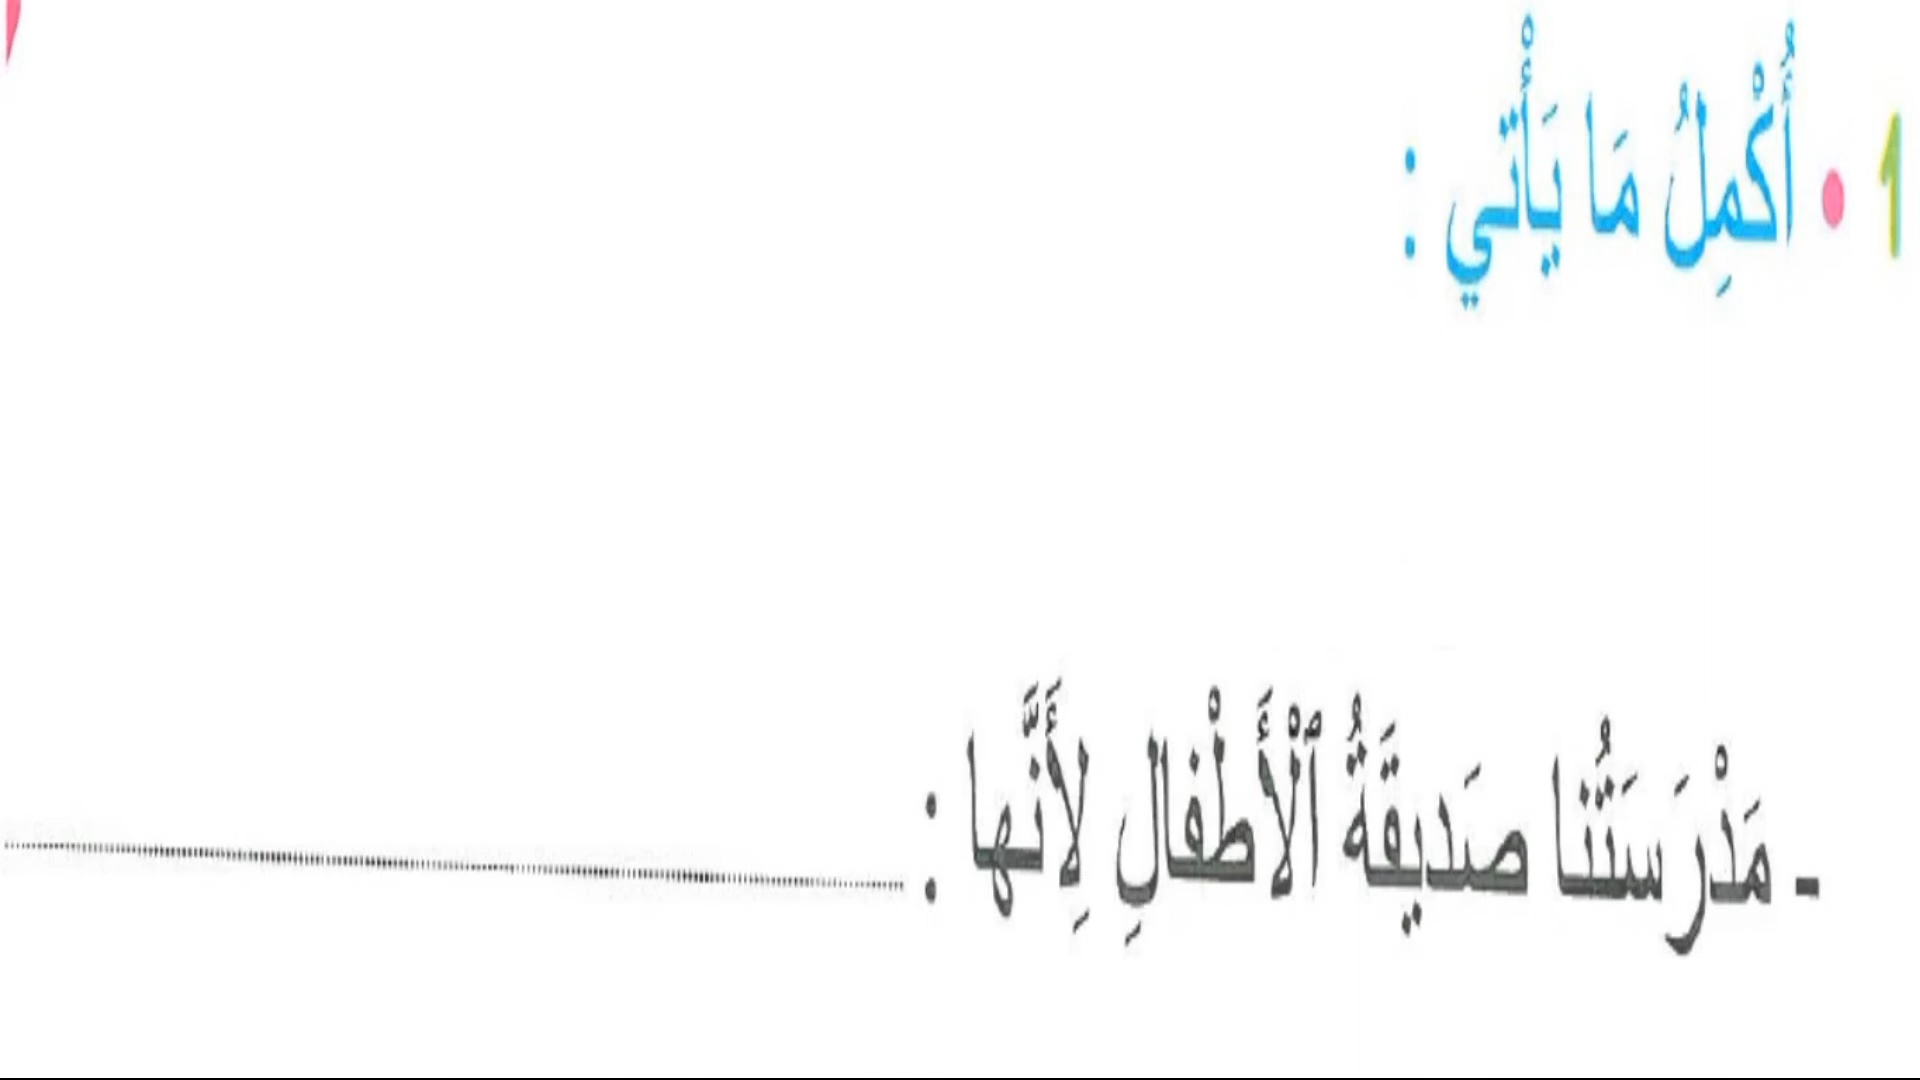 1 • أُكْمِلُ مَا يَأْتي :
- مَدْرَسَتُنا صَديقَةُ ٱلْأَطْفالِ لِأَنَّها :